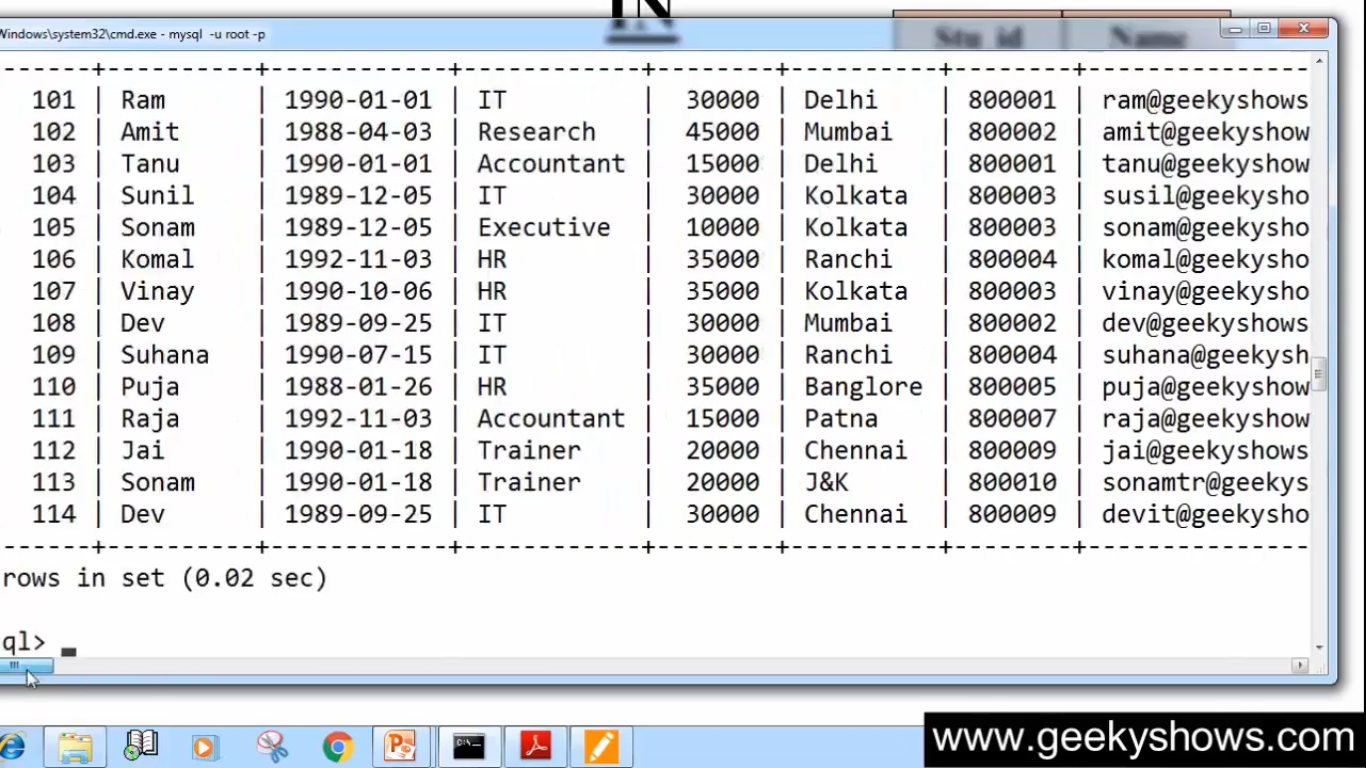 IN
Stu_id Name
Windows\system32\cmd.exe - mysql -u root -p
------+----------+------------+------------+--------+----------+--------+---------------
101 | Ram | 1990-01-01 | IT | 30000 | Delhi | 800001 | ram@geekyshows
102 | Amit | 1988-04-03 | Research | 45000 | Mumbai | 800002 | amit@geekyshow
103 | Tanu | 1990-01-01 | Accountant | 15000 | Delhi | 800001 | tanu@geekyshow
104 | Sunil | 1989-12-05 | IT | 30000 | Kolkata | 800003 | susil@geekysho
105 | Sonam | 1989-12-05 | Executive | 10000 | Kolkata | 800003 | sonam@geekysho
106 | Komal | 1992-11-03 | HR | 35000 | Ranchi | 800004 | komal@geekysho
107 | Vinay | 1990-10-06 | HR | 35000 | Kolkata | 800003 | vinay@geekysho
108 | Dev | 1989-09-25 | IT | 30000 | Mumbai | 800002 | dev@geekyshows
109 | Suhana | 1990-07-15 | IT | 30000 | Ranchi | 800004 | suhana@geekysh
110 | Puja | 1988-01-26 | HR | 35000 | Banglore | 800005 | puja@geekyshow
111 | Raja | 1992-11-03 | Accountant | 15000 | Patna | 800007 | raja@geekyshow
112 | Jai | 1990-01-18 | Trainer | 20000 | Chennai | 800009 | jai@geekyshows
113 | Sonam | 1990-01-18 | Trainer | 20000 | J&K | 800010 | sonamtr@geekys
114 | Dev | 1989-09-25 | IT | 30000 | Chennai | 800009 | devit@geekysho
------+----------+------------+------------+--------+----------+--------+---------------
rows in set (0.02 sec)
ql> _
www.geekyshows.com